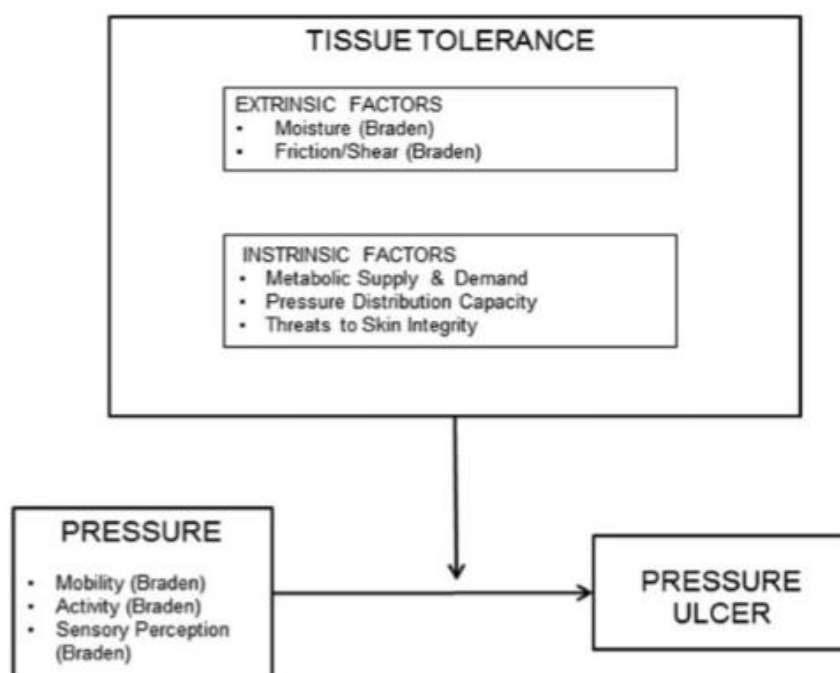 TISSUE TOLERANCE
EXTRINSIC FACTORS
• Moisture (Braden)
• Friction/Shear (Braden)
INSTRINSIC FACTORS
• Metabolic Supply & Demand
• Pressure Distribution Capacity
• Threats to Skin Integrity
PRESSURE
• Mobility (Braden)
• Activity (Braden)
• Sensory Perception
(Braden)
PRESSURE
ULCER